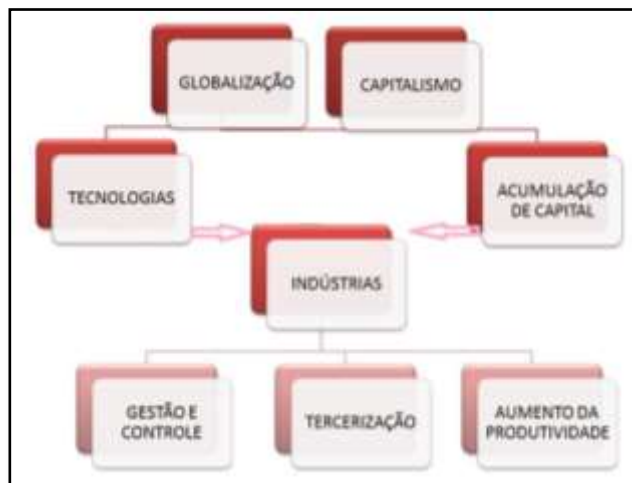 GLOBALIZAÇÃO
CAPITALISMO
TECNOLOGIAS
ACUMULAÇÃO
DE CAPITAL
INDÚSTRIAS
GESTÃO E
CONTROLE
TERCERIZAÇÃO
AUMENTO DA
PRODUTIVIDADE